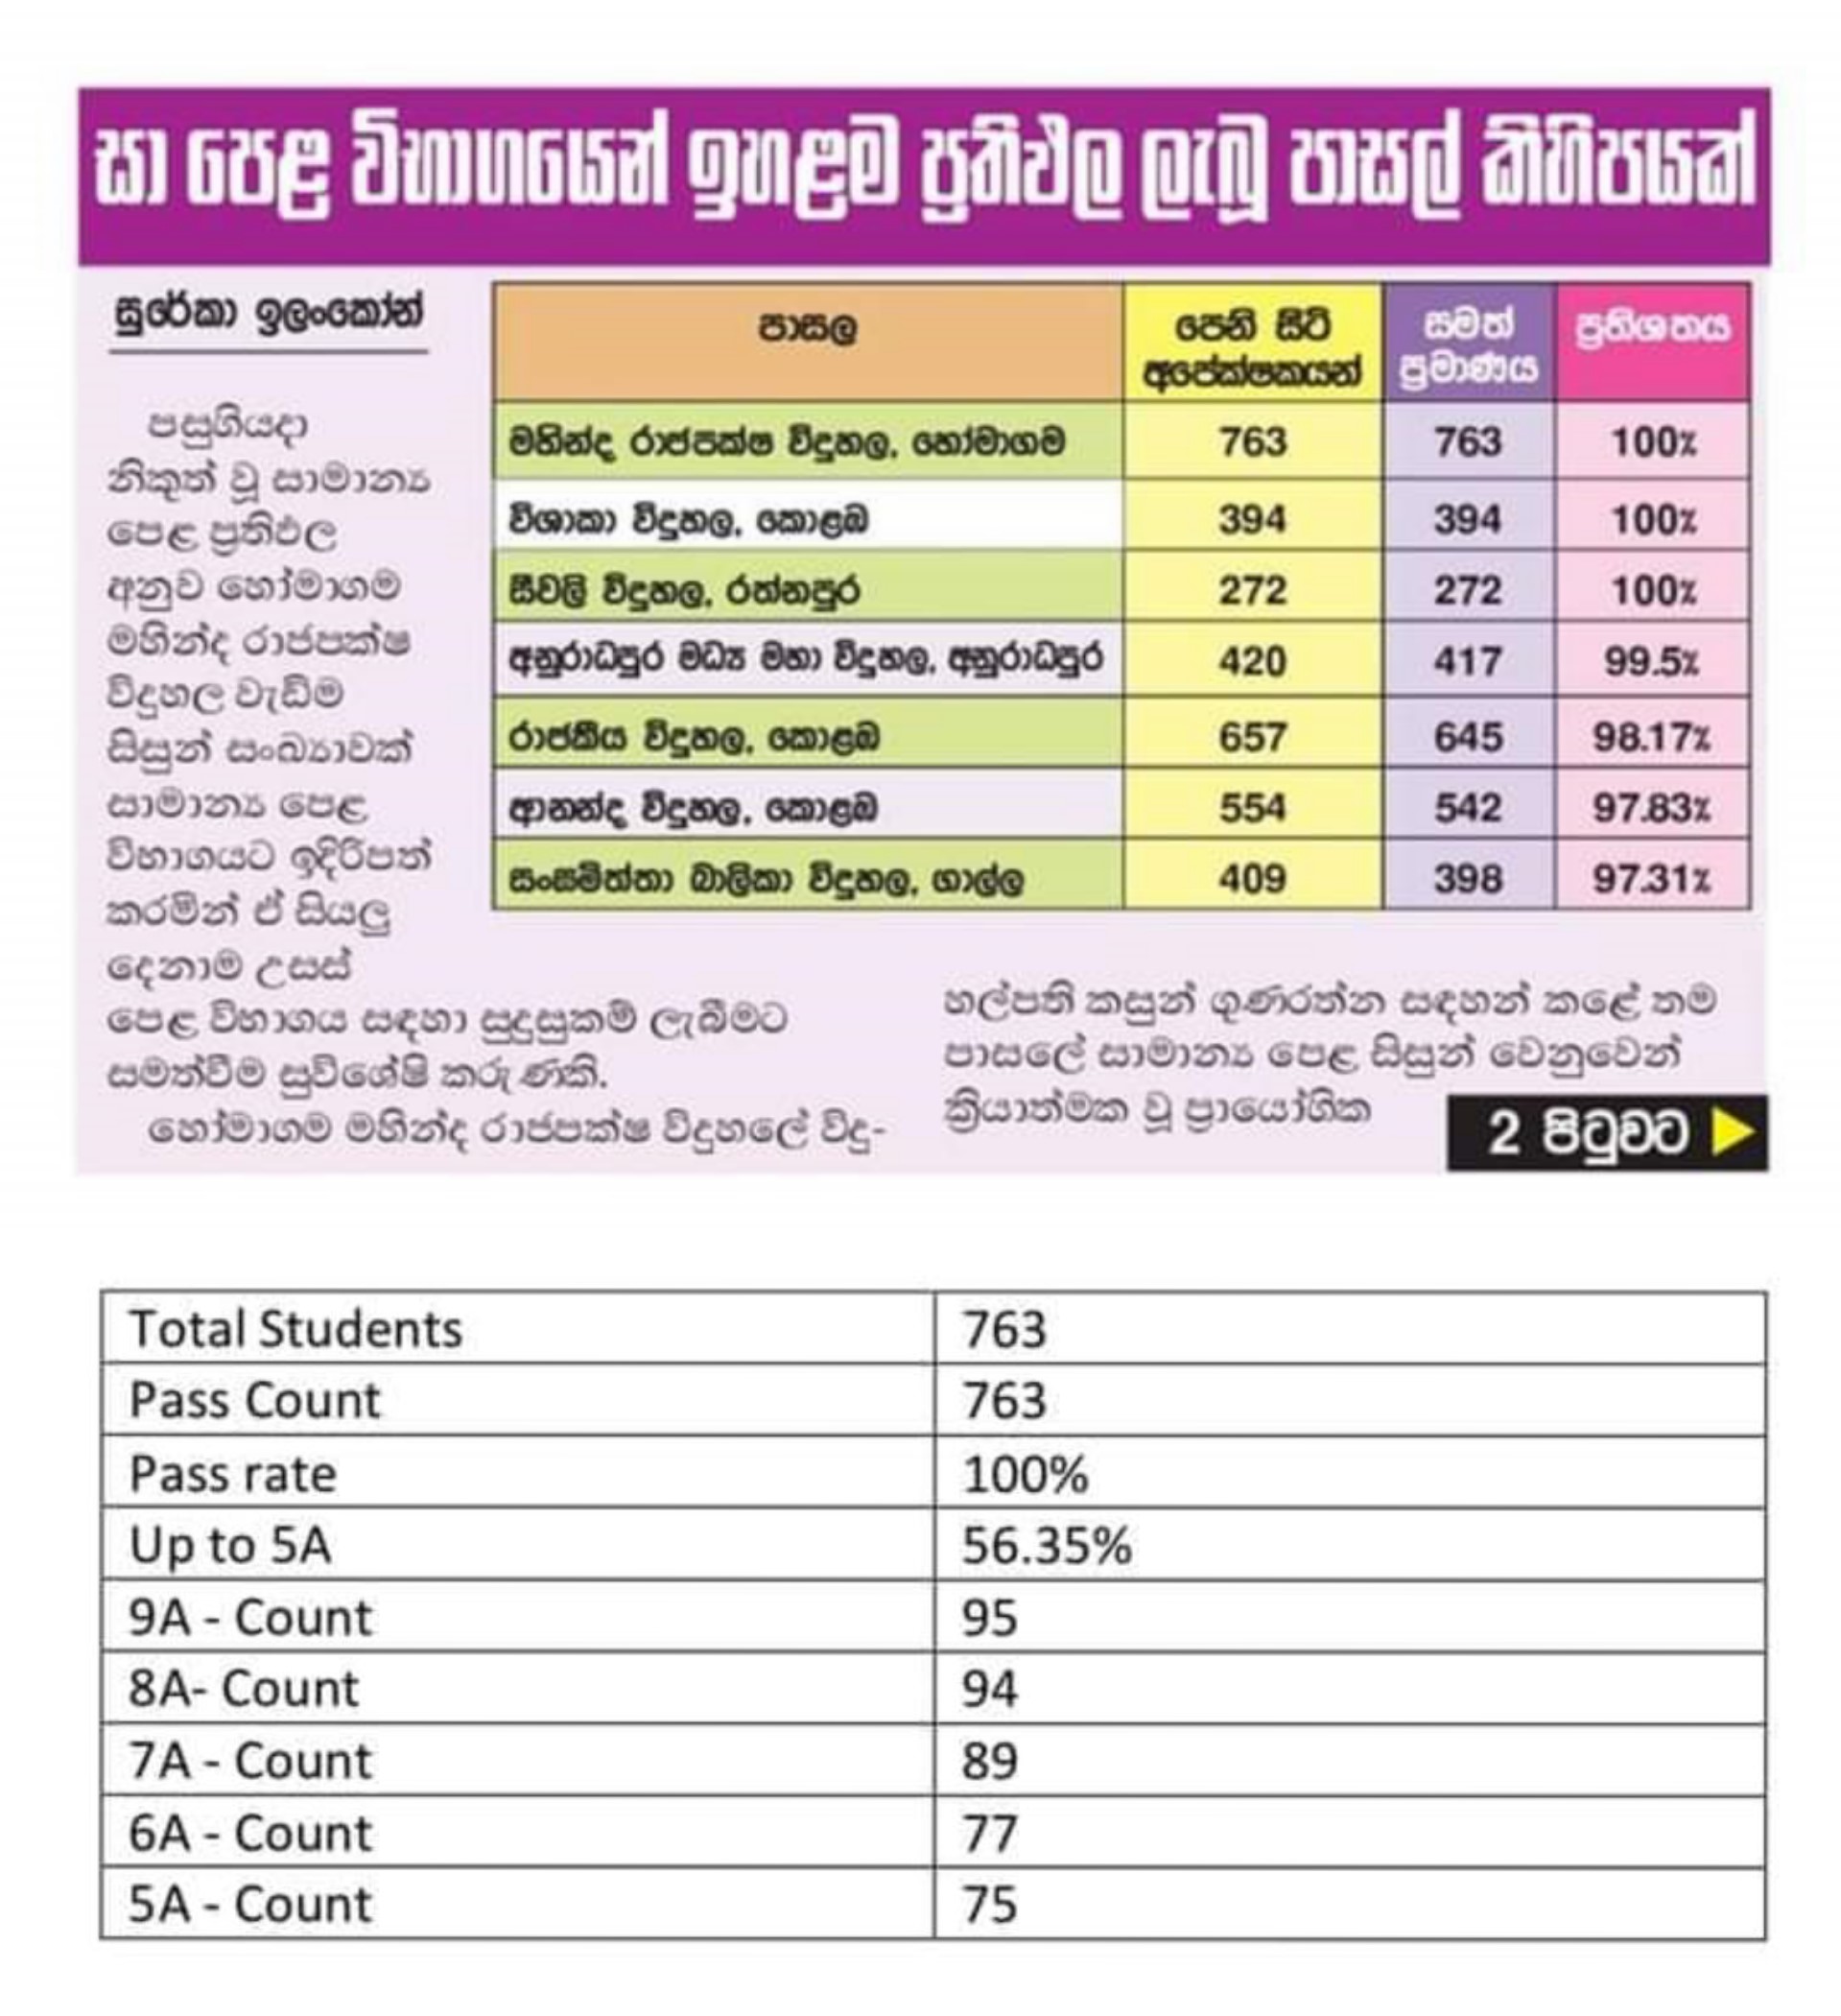 සා පෙළ විභාගයෙන් ඉහළම ප්‍රතිඵල ලැබූ පාසල් කිහිපයක්
සුරේකා ඉලංකෝන්
පසුගියදා
නිකුත් වූ සාමාන්‍ය
පෙළ ප්‍රතිඵල
අනුව හෝමාගම
මහින්ද රාජපක්ෂ
විදුහල වැඩිම
සිසුන් සංඛ්‍යාවක්
සාමාන්‍ය පෙළ
විභාගයට ඉදිරිපත්
කරමින් ඒ සියලු
දෙනාම උසස්
පෙළ විභාගය සඳහා සුදුසුකම් ලැබීමට
සමත්වීම සුවිශේෂි කරුණකි.
හෝමාගම මහින්ද රාජපක්ෂ විදුහලේ විදු-
හල්පති කසුන් ගුණරත්න සඳහන් කළේ තම
පාසලේ සාමාන්‍ය පෙළ සිසුන් වෙනුවෙන්
ක්‍රියාත්මක වූ ප්‍රායෝගික
2 පිටුවට
පාසල පෙනී සිටි අපේක්ෂකයන් සමත් ප්‍රමාණය ප්‍රතිශතය
මහින්ද රාජපක්ෂ විදුහල, හෝමාගම 763 763 100%
විශාකා විදුහල, කොළඹ 394 394 100%
සීවලි විදුහල, රත්නපුර 272 272 100%
අනුරාධපුර මධ්‍ය මහා විදුහල, අනුරාධපුර 420 417 99.5%
රාජකීය විදුහල, කොළඹ 657 645 98.17%
ආනන්ද විදුහල, කොළඹ 554 542 97.83%
සංඝමිත්තා බාලිකා විදුහල, ගාල්ල 409 398 97.31%
Total Students 763
Pass Count 763
Pass rate 100%
Up to 5A 56.35%
9A - Count 95
8A- Count 94
7A - Count 89
6A - Count 77
5A - Count 75